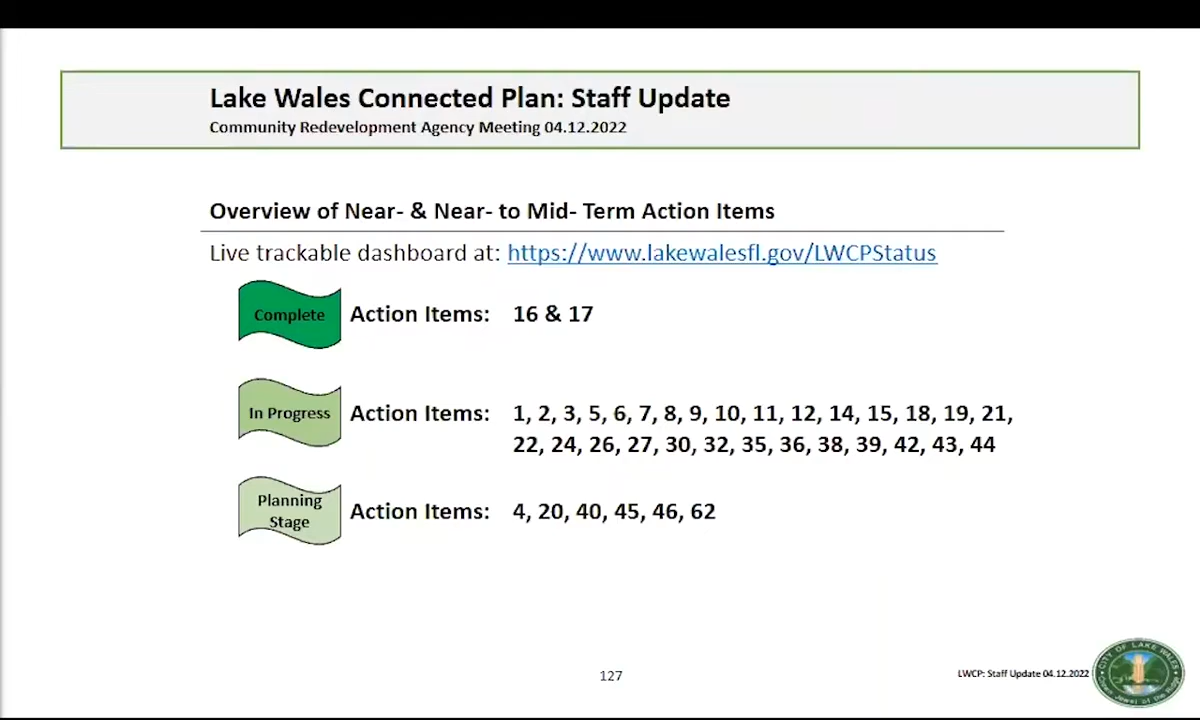 Lake Wales Connected Plan: Staff Update
Community Redevelopment Agency Meeting 04.12.2022
Overview of Near- & Near- to Mid- Term Action Items
Live trackable dashboard at: https://www.lakewalesfl.gov/LWCPStatus
Complete Action Items: 16 & 17
In Progress Action Items: 1, 2, 3, 5, 6, 7, 8, 9, 10, 11, 12, 14, 15, 18, 19, 21,
22, 24, 26, 27, 30, 32, 35, 36, 38, 39, 42, 43, 44
Planning
Stage
Action Items: 4, 20, 40, 45, 46, 62
127
LWCP: Staff Update 04.12.2022
CITY OF LAKE WALES